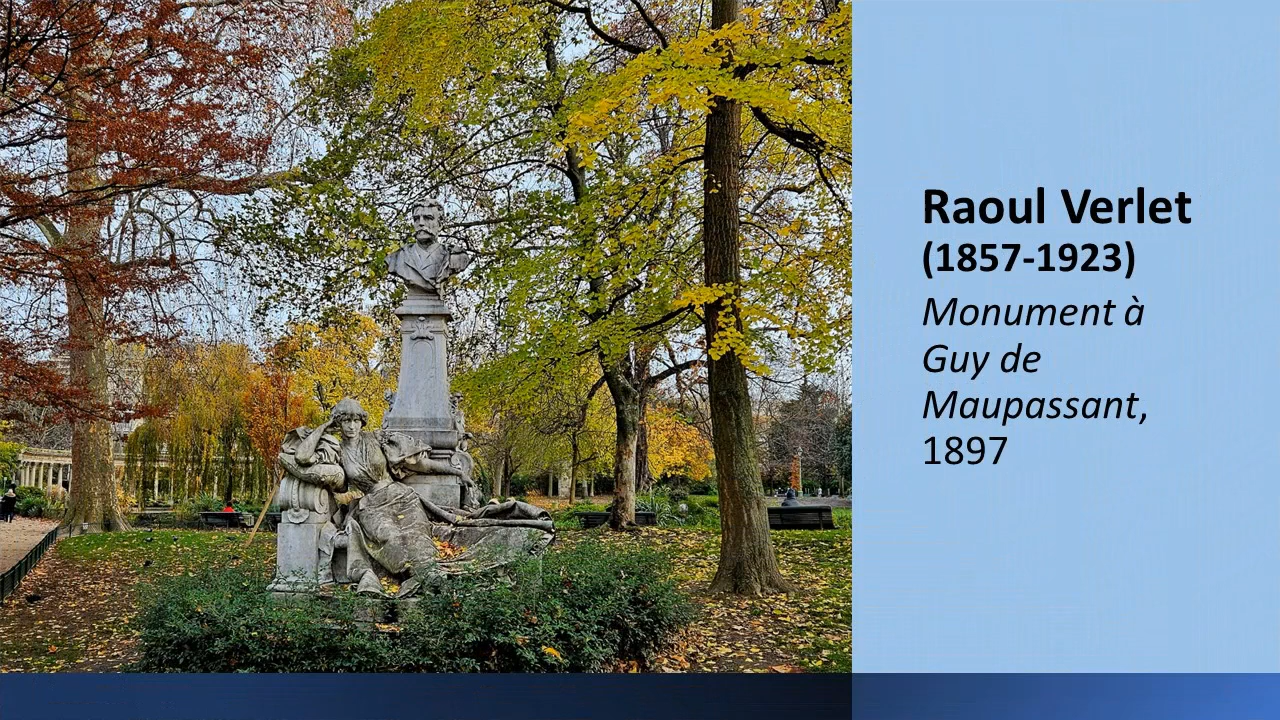 Raoul Verlet
(1857-1923)
Monument à
Guy de
Maupassant,
1897